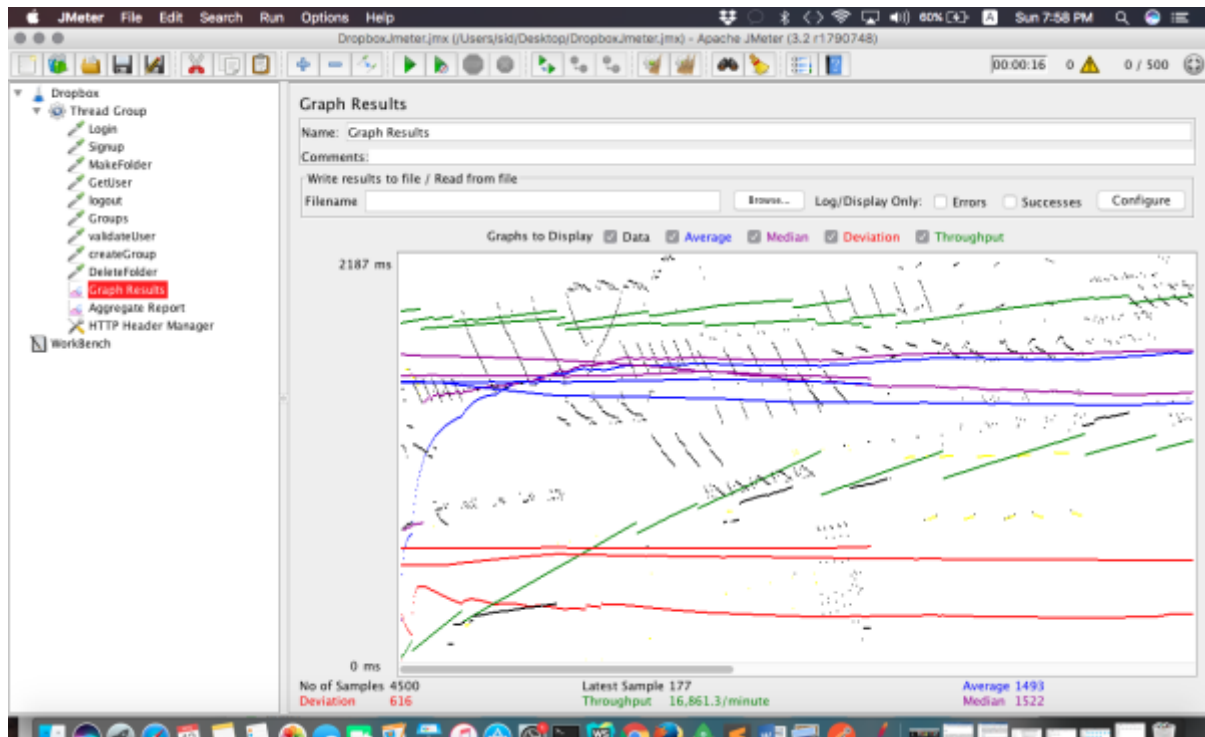 JMeter File Edit Search Run Options Help 60% A Sun 7:58 PM
DropboxJmeter.jmx (/Users/sid/Desktop/DropboxJmeter.jmx) - Apache JMeter (3.2 r1790748)
00:00:16 0 0 / 500
Dropbox
Thread Group
Login
Signup
MakeFolder
GetUser
logout
Groups
validateUser
createGroup
DeleteFolder
Graph Results
Aggregate Report
HTTP Header Manager
WorkBench
Graph Results
Name: Graph Results
Comments:
Write results to file / Read from file
Filename Browse... Log/Display Only: Errors Successes Configure
Graphs to Display Data Average Median Deviation Throughput
2187 ms
0 ms
No of Samples 4500 Latest Sample 177 Average 1493
Deviation 616 Throughput 16,861.3/minute Median 1522